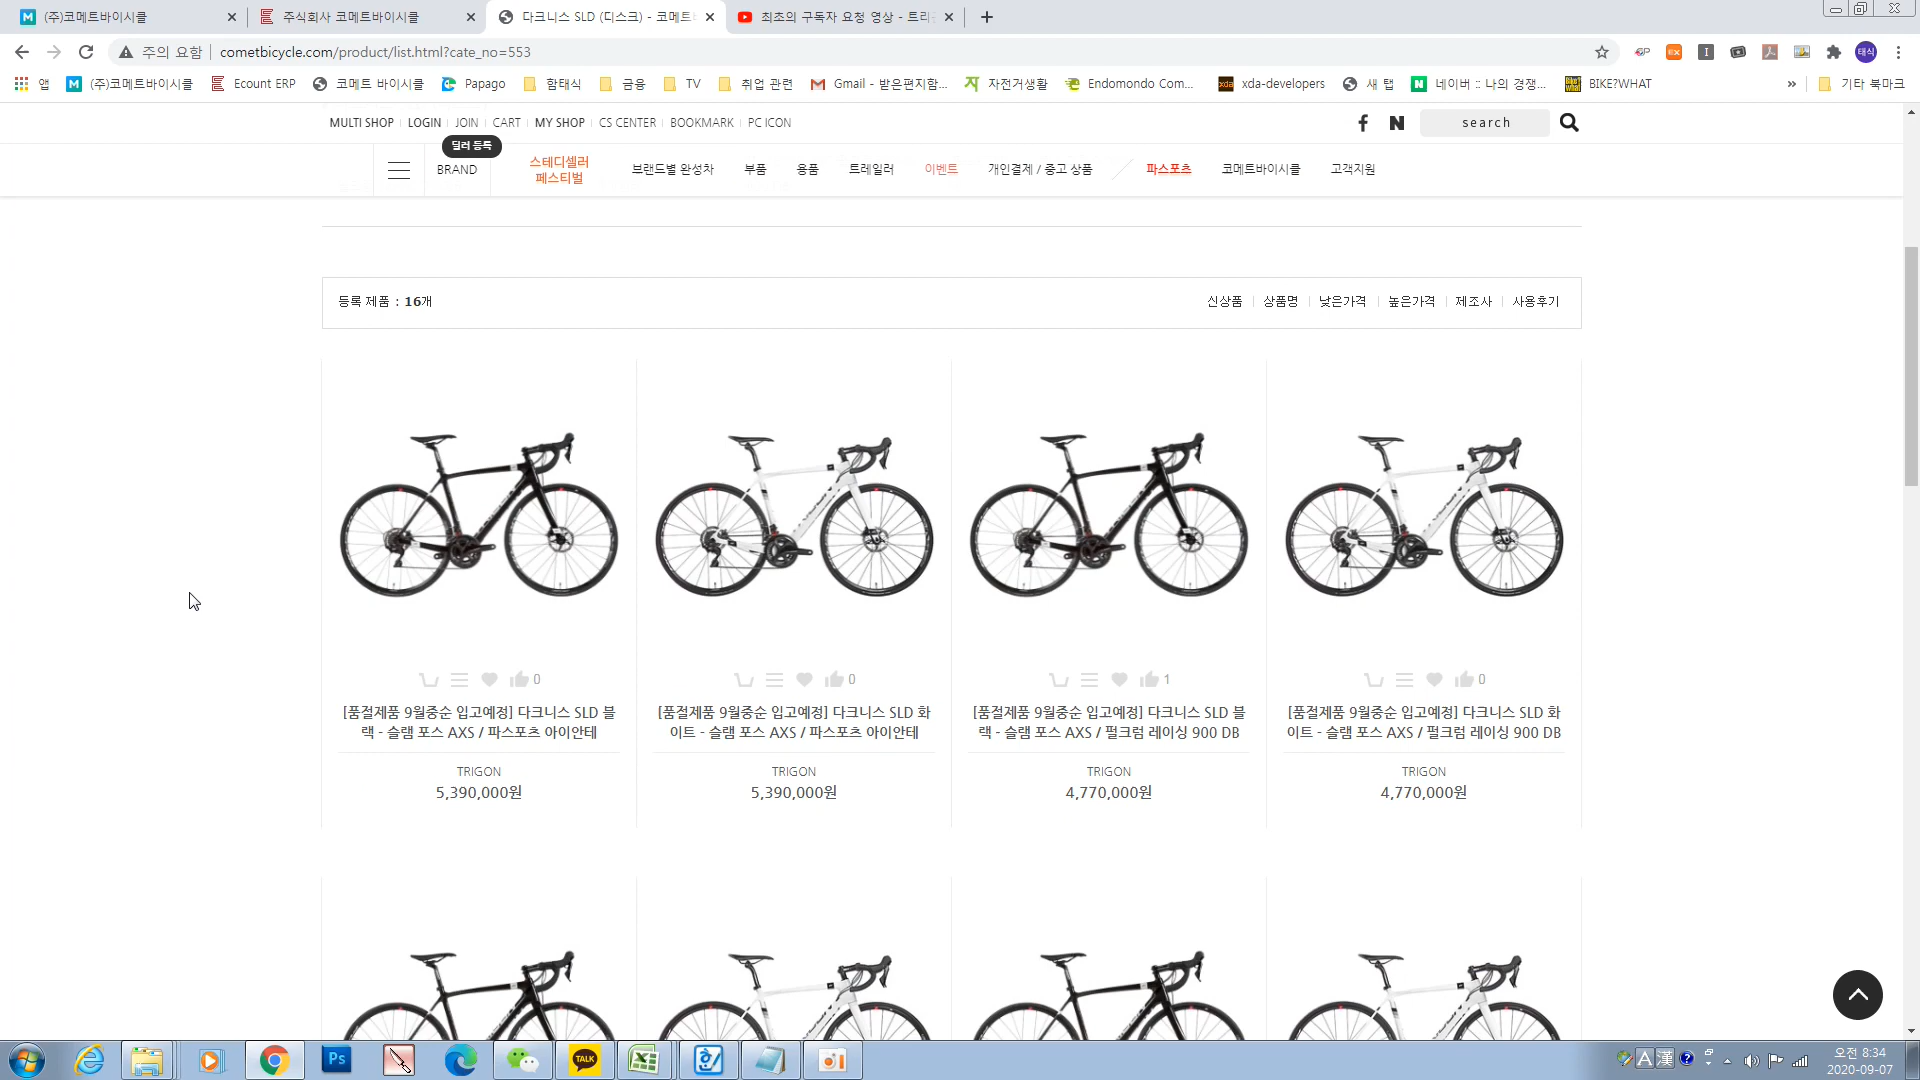 (주)코메트바이시클
주식회사 코메트바이시클
다크니스 SLD (디스크) - 코메트
최초의 구독자 요청 영상 - 트리
주의 요함
cometbicycle.com/product/list.html?cate_no=553
태식
앱
(주)코메트바이시클
Ecount ERP
코메트 바이시클
Papago
함태식
금융
TV
취업 관련
Gmail - 받은편지함...
자전거생활
Endomondo Com...
xda-developers
새 탭
네이버 :: 나의 경쟁...
BIKE?WHAT
»
기타 북마크
MULTI SHOP
LOGIN
JOIN
CART
MY SHOP
CS CENTER
BOOKMARK
PC ICON
search
딜러 등록
BRAND
스테디셀러
페스티벌
브랜드별 완성차
부품
용품
트레일러
이벤트
개인결제 / 중고 상품
파스포츠
코메트바이시클
고객지원
등록 제품 : 16개
신상품
상품명
낮은가격
높은가격
제조사
사용후기
0
[품절제품 9월중순 입고예정] 다크니스 SLD 블
랙 - 슬램 포스 AXS / 파스포츠 아이안테
TRIGON
5,390,000원
0
[품절제품 9월중순 입고예정] 다크니스 SLD 화
이트 - 슬램 포스 AXS / 파스포츠 아이안테
TRIGON
5,390,000원
1
[품절제품 9월중순 입고예정] 다크니스 SLD 블
랙 - 슬램 포스 AXS / 펄크럼 레이싱 900 DB
TRIGON
4,770,000원
0
[품절제품 9월중순 입고예정] 다크니스 SLD 화
이트 - 슬램 포스 AXS / 펄크럼 레이싱 900 DB
TRIGON
4,770,000원
Ps
TALK
A
漢
오전 8:34
2020-09-07